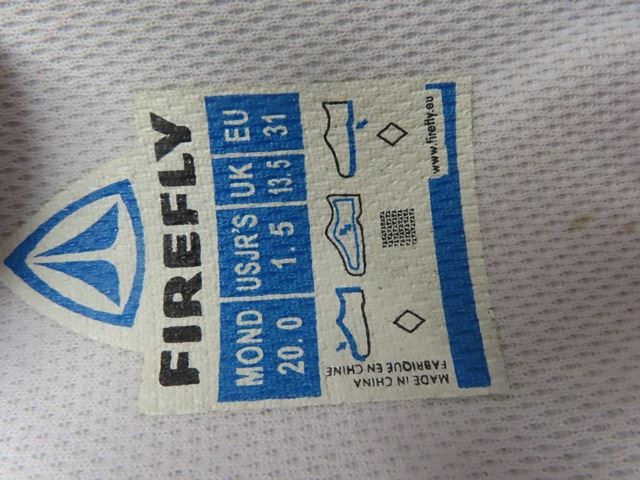 FIREFLY
MOND USJR'S UK EU
20.0 1.5 13.5 31
MADE IN CHINA
FABRIQUE EN CHINE
www.firefly.eu